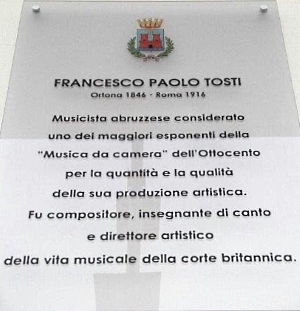 FRANCESCO PAOLO TOSTI
Ortona 1846 - Roma 1916
Musicista abruzzese considerato
uno dei maggiori esponenti della
"Musica da camera" dell'Ottocento
per la quantità e la qualità
della sua produzione artistica.
Fu compositore, insegnante di canto
e direttore artistico
della vita musicale della corte britannica.